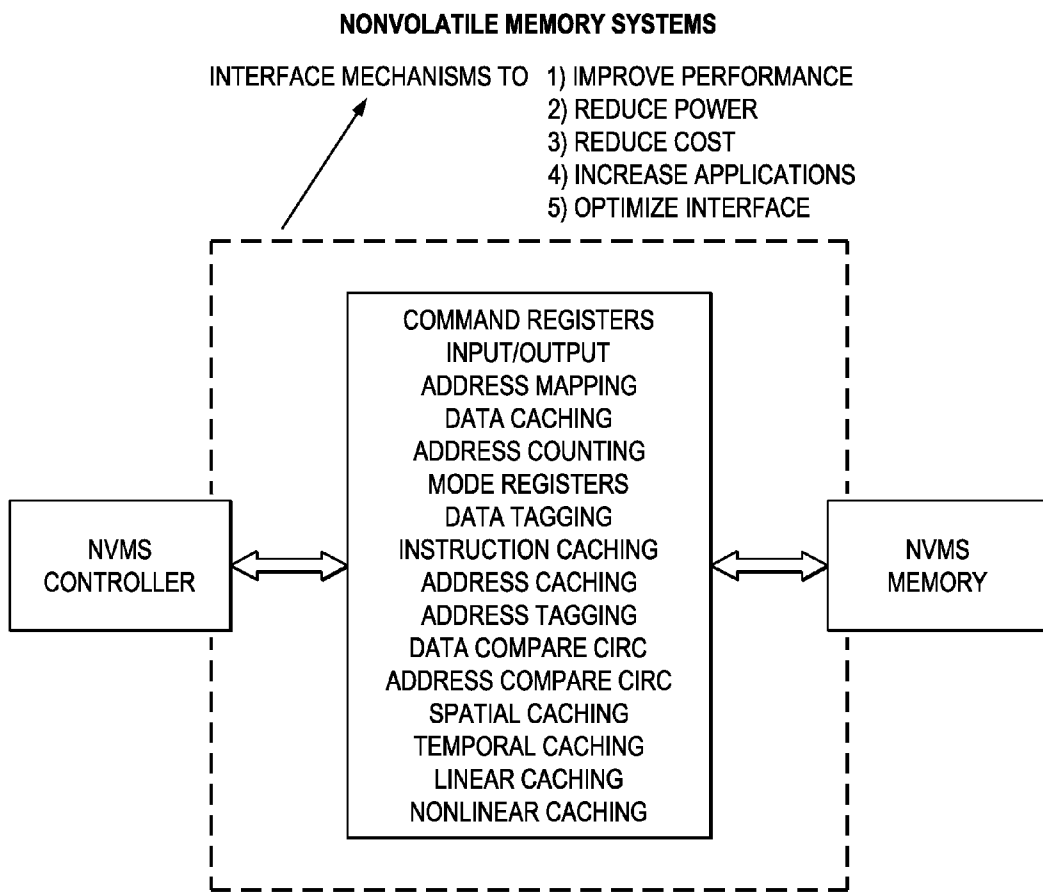 NONVOLATILE MEMORY SYSTEMS
INTERFACE MECHANISMS TO 1) IMPROVE PERFORMANCE
2) REDUCE POWER
3) REDUCE COST
4) INCREASE APPLICATIONS
5) OPTIMIZE INTERFACE
COMMAND REGISTERS
INPUT/OUTPUT
ADDRESS MAPPING
DATA CACHING
ADDRESS COUNTING
MODE REGISTERS
DATA TAGGING
INSTRUCTION CACHING
ADDRESS CACHING
ADDRESS TAGGING
DATA COMPARE CIRC
ADDRESS COMPARE CIRC
SPATIAL CACHING
TEMPORAL CACHING
LINEAR CACHING
NONLINEAR CACHING
NVMS
CONTROLLER
NVMS
MEMORY